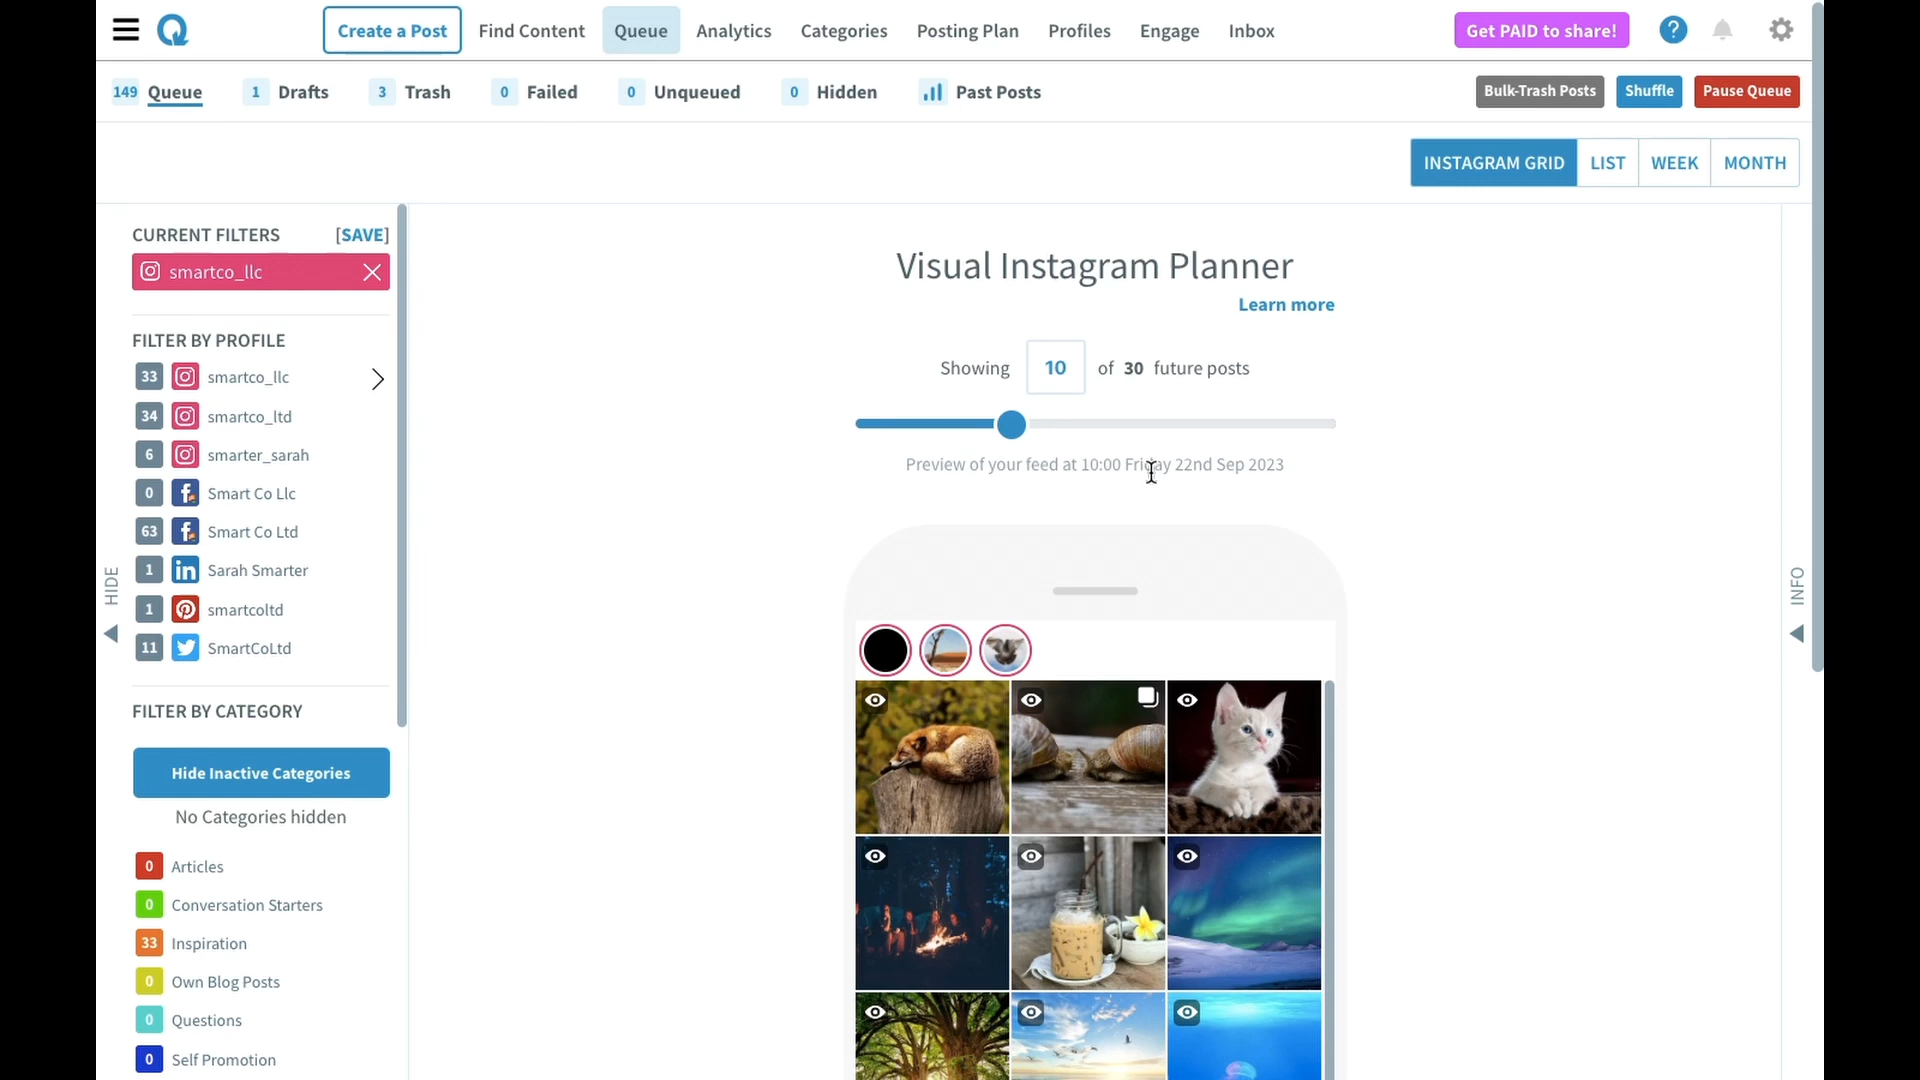 Create a Post Find Content Queue Analytics Categories Posting Plan Profiles Engage Inbox Get PAID to share! ?
149 Queue 1 Drafts 3 Trash 0 Failed 0 Unqueued 0 Hidden Past Posts Bulk-Trash Posts Shuffle Pause Queue
INSTAGRAM GRID LIST WEEK MONTH
CURRENT FILTERS [SAVE]
smartco_llc
FILTER BY PROFILE
33 smartco_llc
34 smartco_ltd
6 smarter_sarah
0 Smart Co Llc
63 Smart Co Ltd
1 in Sarah Smarter
1 smartcoltd
11 SmartCoLtd
HIDE
FILTER BY CATEGORY
Hide Inactive Categories
No Categories hidden
0 Articles
0 Conversation Starters
33 Inspiration
0 Own Blog Posts
0 Questions
0 Self Promotion
Visual Instagram Planner
Learn more
Showing 10 of 30 future posts
Preview of your feed at 10:00 Friday 22nd Sep 2023
INFO